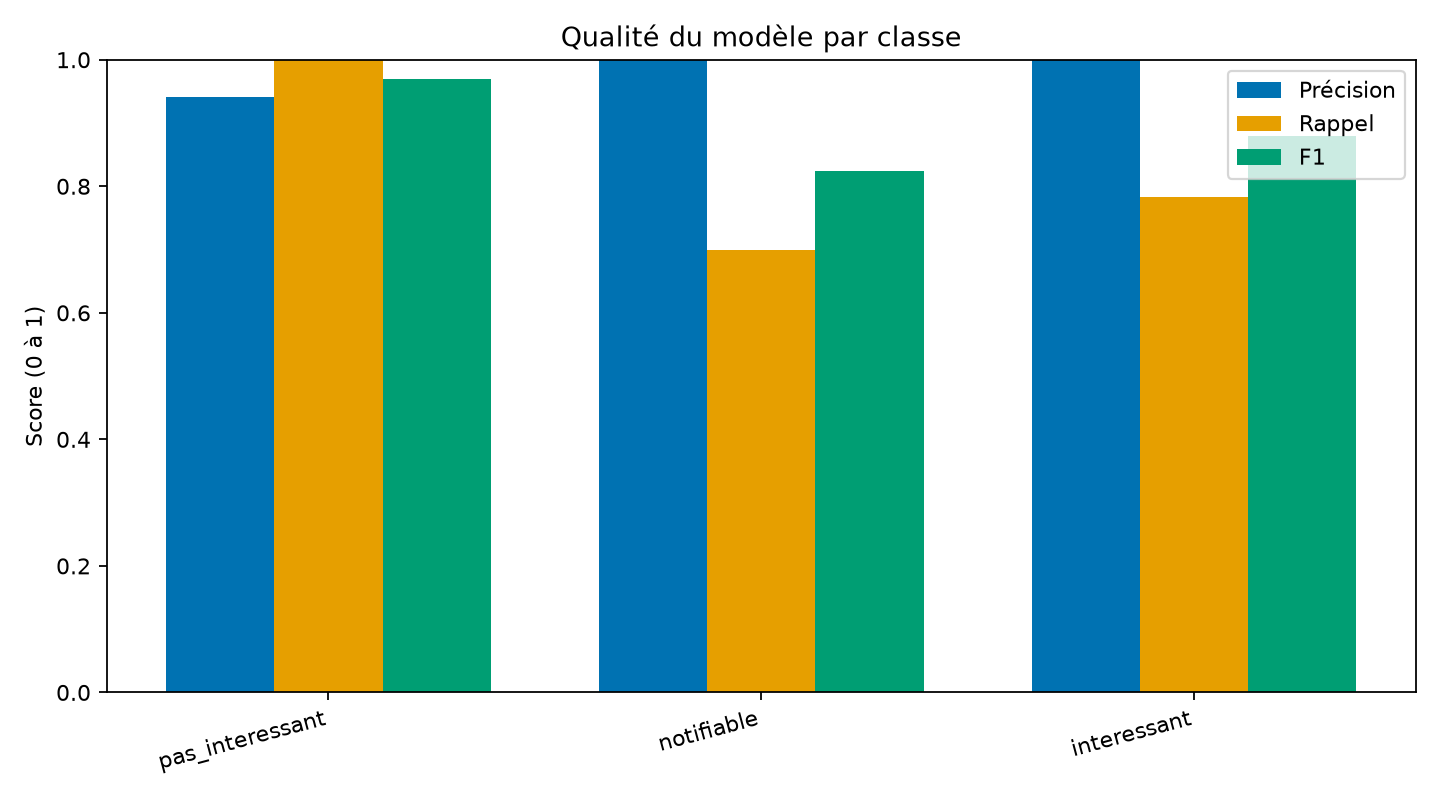 Qualité du modèle par classe
1.0
0.8
0.6
0.4
0.2
0.0
Score (0 à 1)
Précision
Rappel
F1
pas_interessant
notifiable
interessant